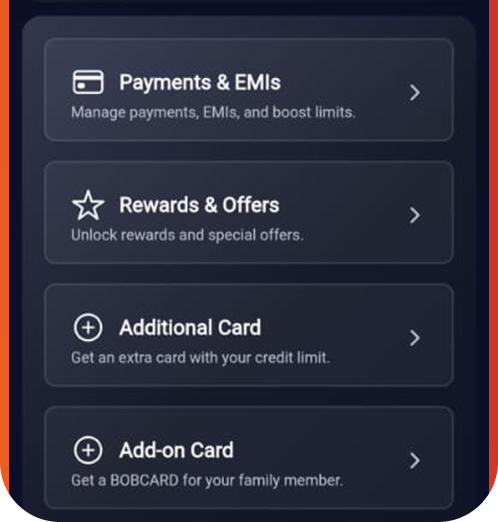 Payments & EMIs
Manage payments, EMIs, and boost limits.
Rewards & Offers
Unlock rewards and special offers.
Additional Card
Get an extra card with your credit limit.
Add-on Card
Get a BOBCARD for your family member.